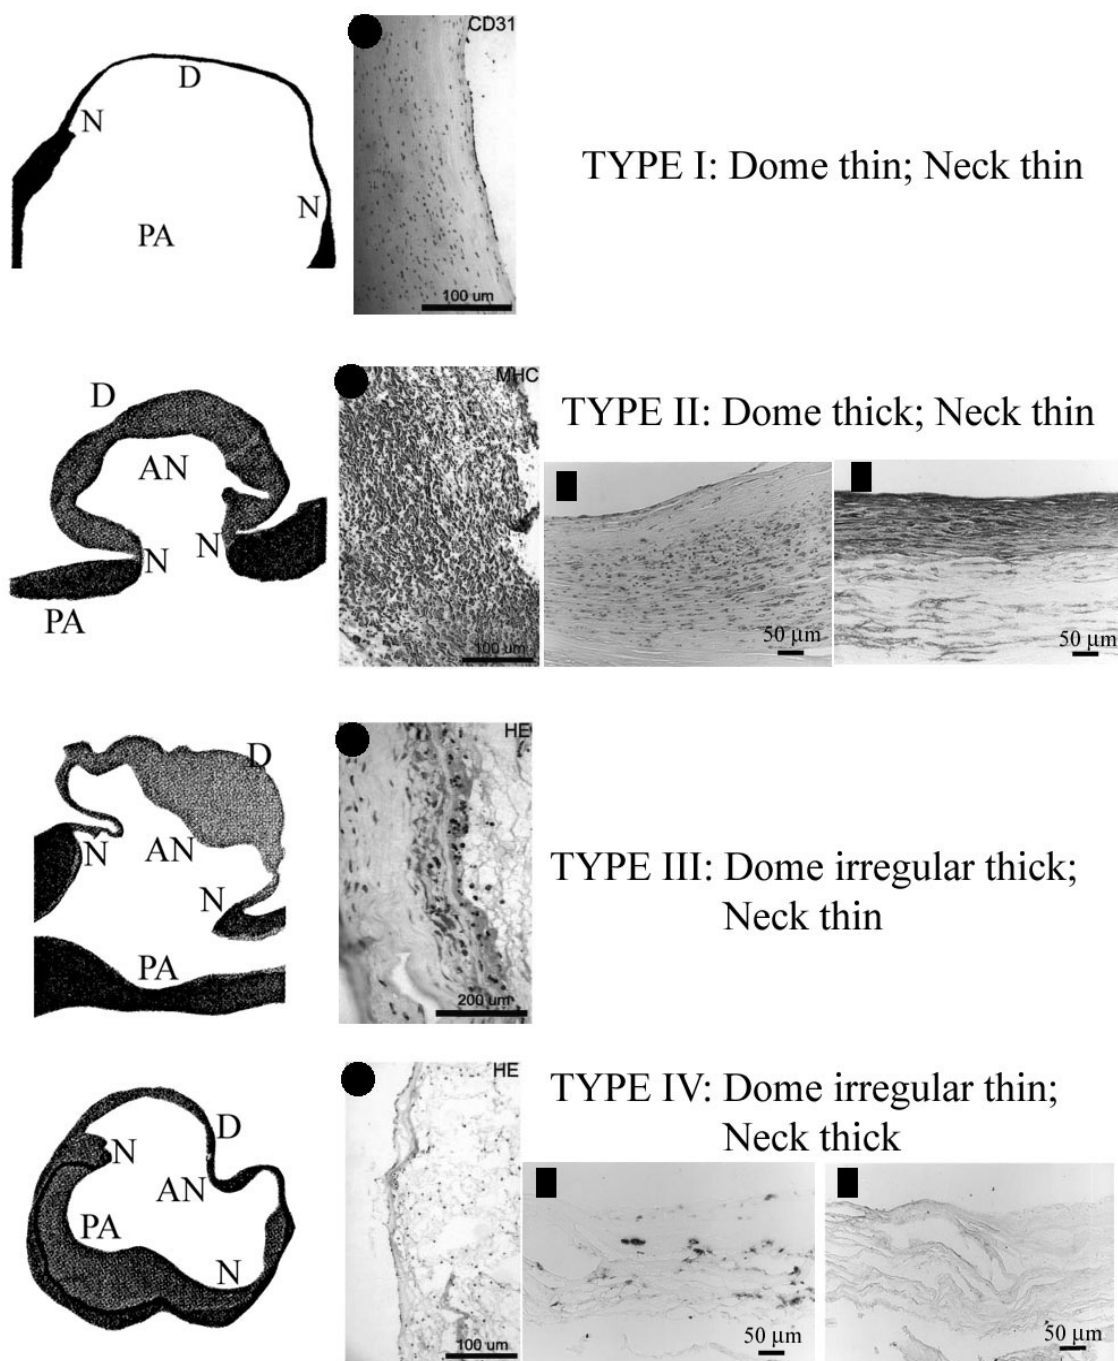 D
N
N
PA
CD31
100 um
TYPE I: Dome thin; Neck thin
D
AN
N
N
PA
MHC
100 um
TYPE II: Dome thick; Neck thin
50 µm
50 µm
D
N
AN
N
PA
HE
200 um
TYPE III: Dome irregular thick;
Neck thin
D
N
AN
PA
N
HE
100 um
TYPE IV: Dome irregular thin;
Neck thick
50 µm
50 µm